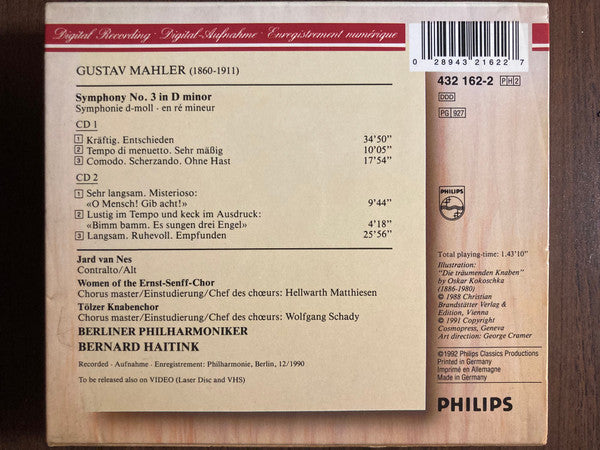 Digital Recording · Digital-Aufnahme · Enregistrement numérique
0 28943 21622 7
432 162-2 PH2
DDD
PG 927
GUSTAV MAHLER (1860-1911)
Symphony No. 3 in D minor
Symphonie d-moll · en ré mineur
CD 1
1 Kräftig. Entschieden 34'50"
2 Tempo di menuetto. Sehr mäßig 10'05"
3 Comodo. Scherzando. Ohne Hast 17'54"
CD 2
1 Sehr langsam. Misterioso:
«O Mensch! Gib acht!» 9'44"
2 Lustig im Tempo und keck im Ausdruck:
«Bimm bamm. Es sungen drei Engel» 4'18"
3 Langsam. Ruhevoll. Empfunden 25'56"
Jard van Nes
Contralto/Alt
Women of the Ernst-Senff-Chor
Chorus master/Einstudierung/Chef des chœurs: Hellwarth Matthiesen
Tölzer Knabenchor
Chorus master/Einstudierung/Chef des chœurs: Wolfgang Schady
BERLINER PHILHARMONIKER
BERNARD HAITINK
Recorded · Aufnahme · Enregistrement: Philharmonie, Berlin, 12/1990
To be released also on VIDEO (Laser Disc and VHS)
PHILIPS
Total playing-time: 1.43'10"
Illustration:
"Die träumenden Knaben"
by Oskar Kokoschka
(1886-1980)
© 1988 Christian
Brandstätter Verlag &
Edition, Vienna
© 1991 Copyright
Cosmopress, Geneva
Art direction: George Cramer
©1992 Philips Classics Productions
Printed in Germany
Imprimé en Allemagne
Made in Germany
PHILIPS